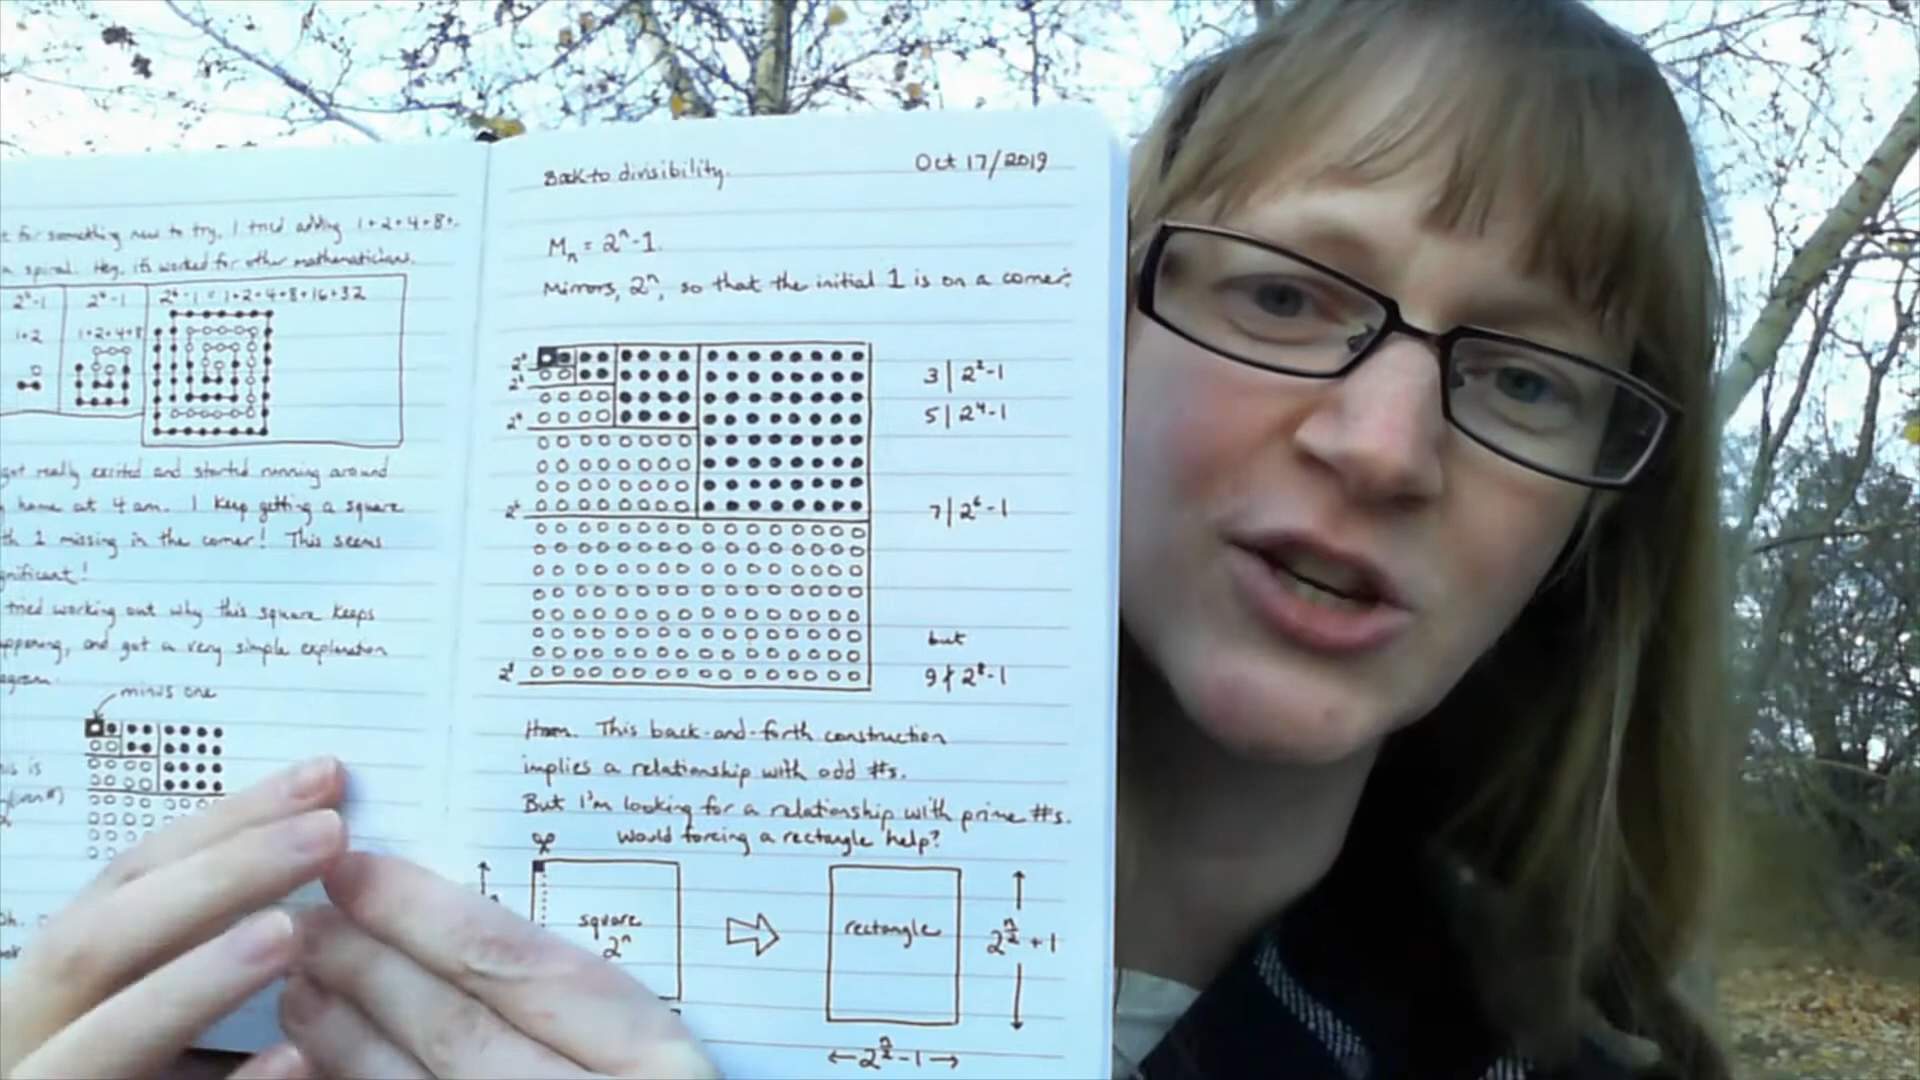 for something new to try, I tried adding 1+2+4+8+
spiral. Hey, it's worked for other mathematicians.
2⁴-1
2⁶-1 = 1+2+4+8+16+32
1+2
1+2+4+8
got really excited and started running around
home at 4 am. I keep getting a square
1 missing in the corner! This seems
tried working out why this square keeps
and got a very simple explanation
minus one
is
Back to divisibility.
Oct 17/2019
Mₙ = 2ⁿ-1.
Mirrors, 2ⁿ, so that the initial 1 is on a corner:
3 | 2²-1
5 | 2⁴-1
2⁴
7 | 2⁶-1
2⁶
but
9 ∤ 2⁸-1
2⁸
Hmm. This back-and-forth construction
implies a relationship with odd #s.
But I'm looking for a relationship with prime #s.
Would forcing a rectangle help?
square
2ⁿ
rectangle
2^(n/2) + 1
←2^(n/2) - 1→